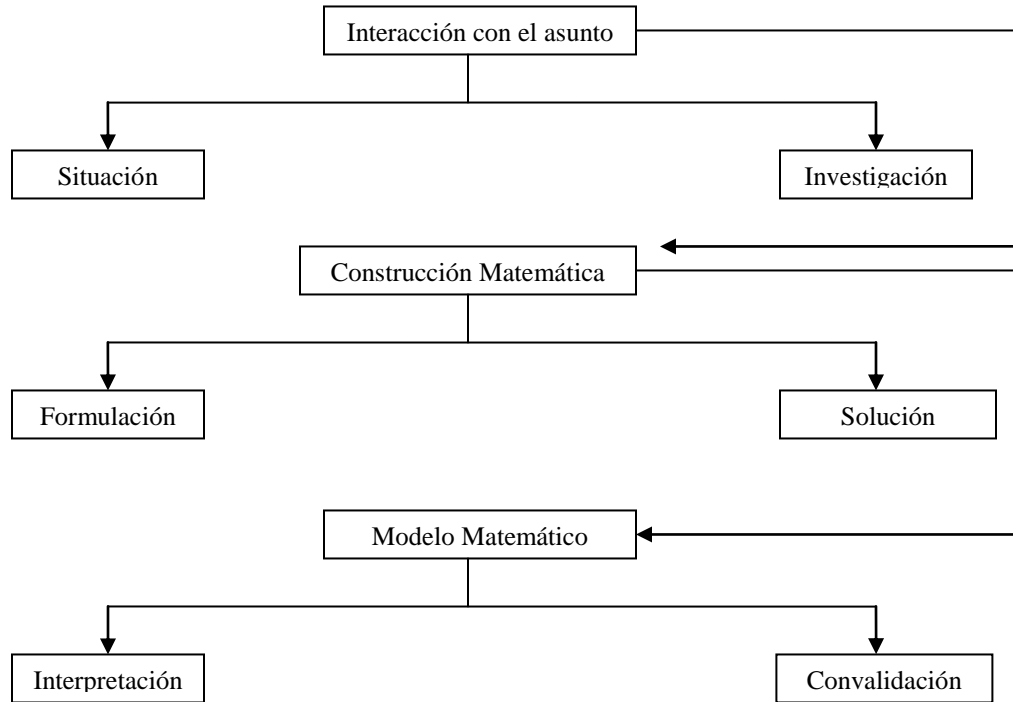 Interacción con el asunto
Situación
Investigación
Construcción Matemática
Formulación
Solución
Modelo Matemático
Interpretación
Convalidación